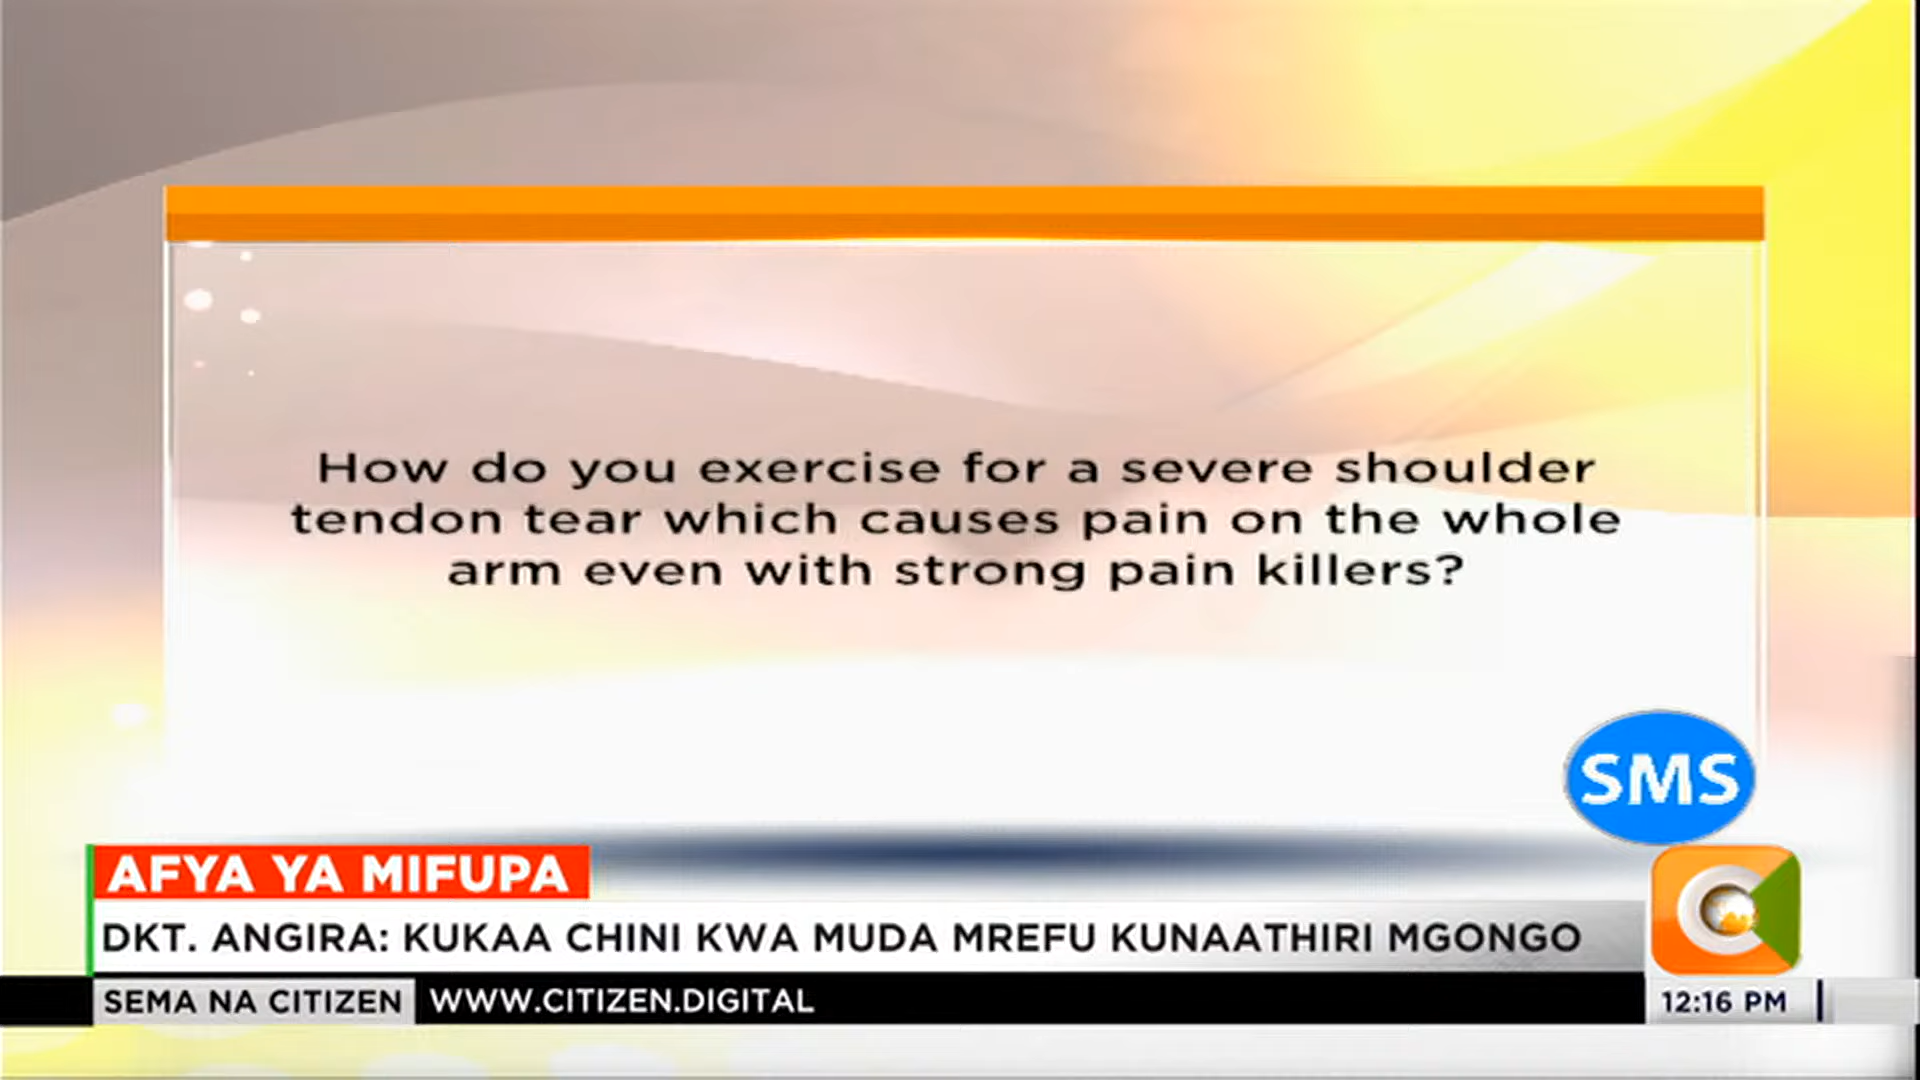 How do you exercise for a severe shoulder
tendon tear which causes pain on the whole
arm even with strong pain killers?
SMS
AFYA YA MIFUPA
DKT. ANGIRA: KUKAA CHINI KWA MUDA MREFU KUNAATHIRI MGONGO
SEMA NA CITIZEN WWW.CITIZEN.DIGITAL
12:16 PM